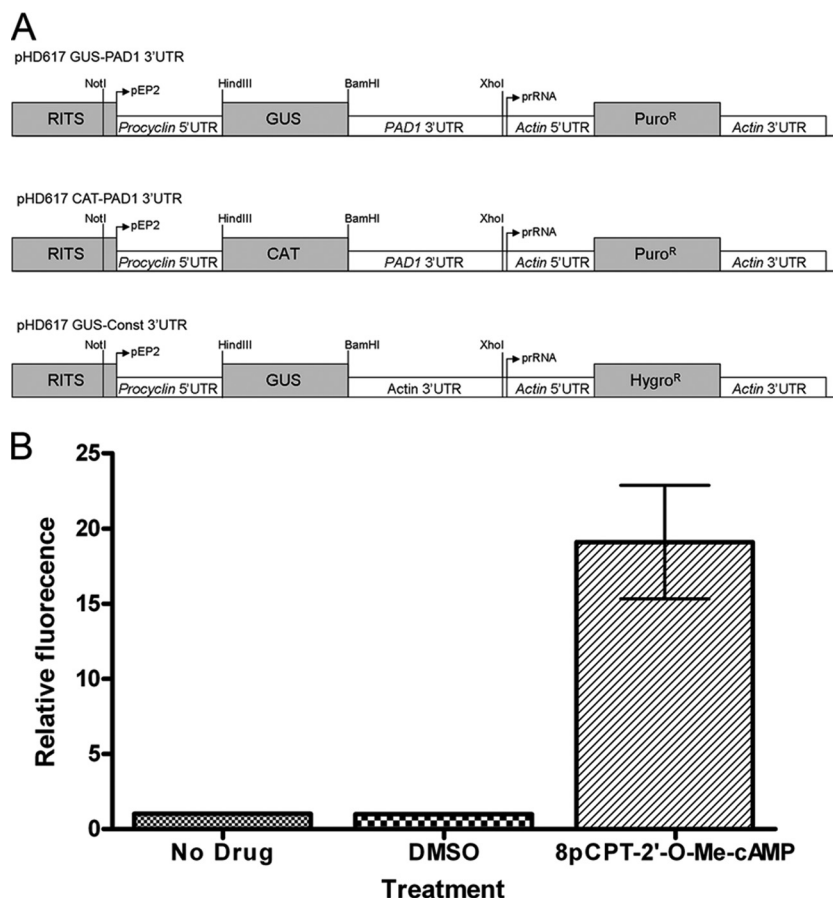 A
pHD617 GUS-PAD1 3'UTR
NotI pEP2 HindIII BamHI XhoI prRNA
RITS Procyclin 5'UTR GUS PAD1 3'UTR Actin 5'UTR Puroᴿ Actin 3'UTR
pHD617 CAT-PAD1 3'UTR
NotI pEP2 HindIII BamHI XhoI prRNA
RITS Procyclin 5'UTR CAT PAD1 3'UTR Actin 5'UTR Puroᴿ Actin 3'UTR
pHD617 GUS-Const 3'UTR
NotI pEP2 HindIII BamHI XhoI prRNA
RITS Procyclin 5'UTR GUS Actin 3'UTR Actin 5'UTR Hygroᴿ Actin 3'UTR
B
Relative fluorecence
25
20
15
10
5
0
No Drug DMSO 8pCPT-2'-O-Me-cAMP
Treatment